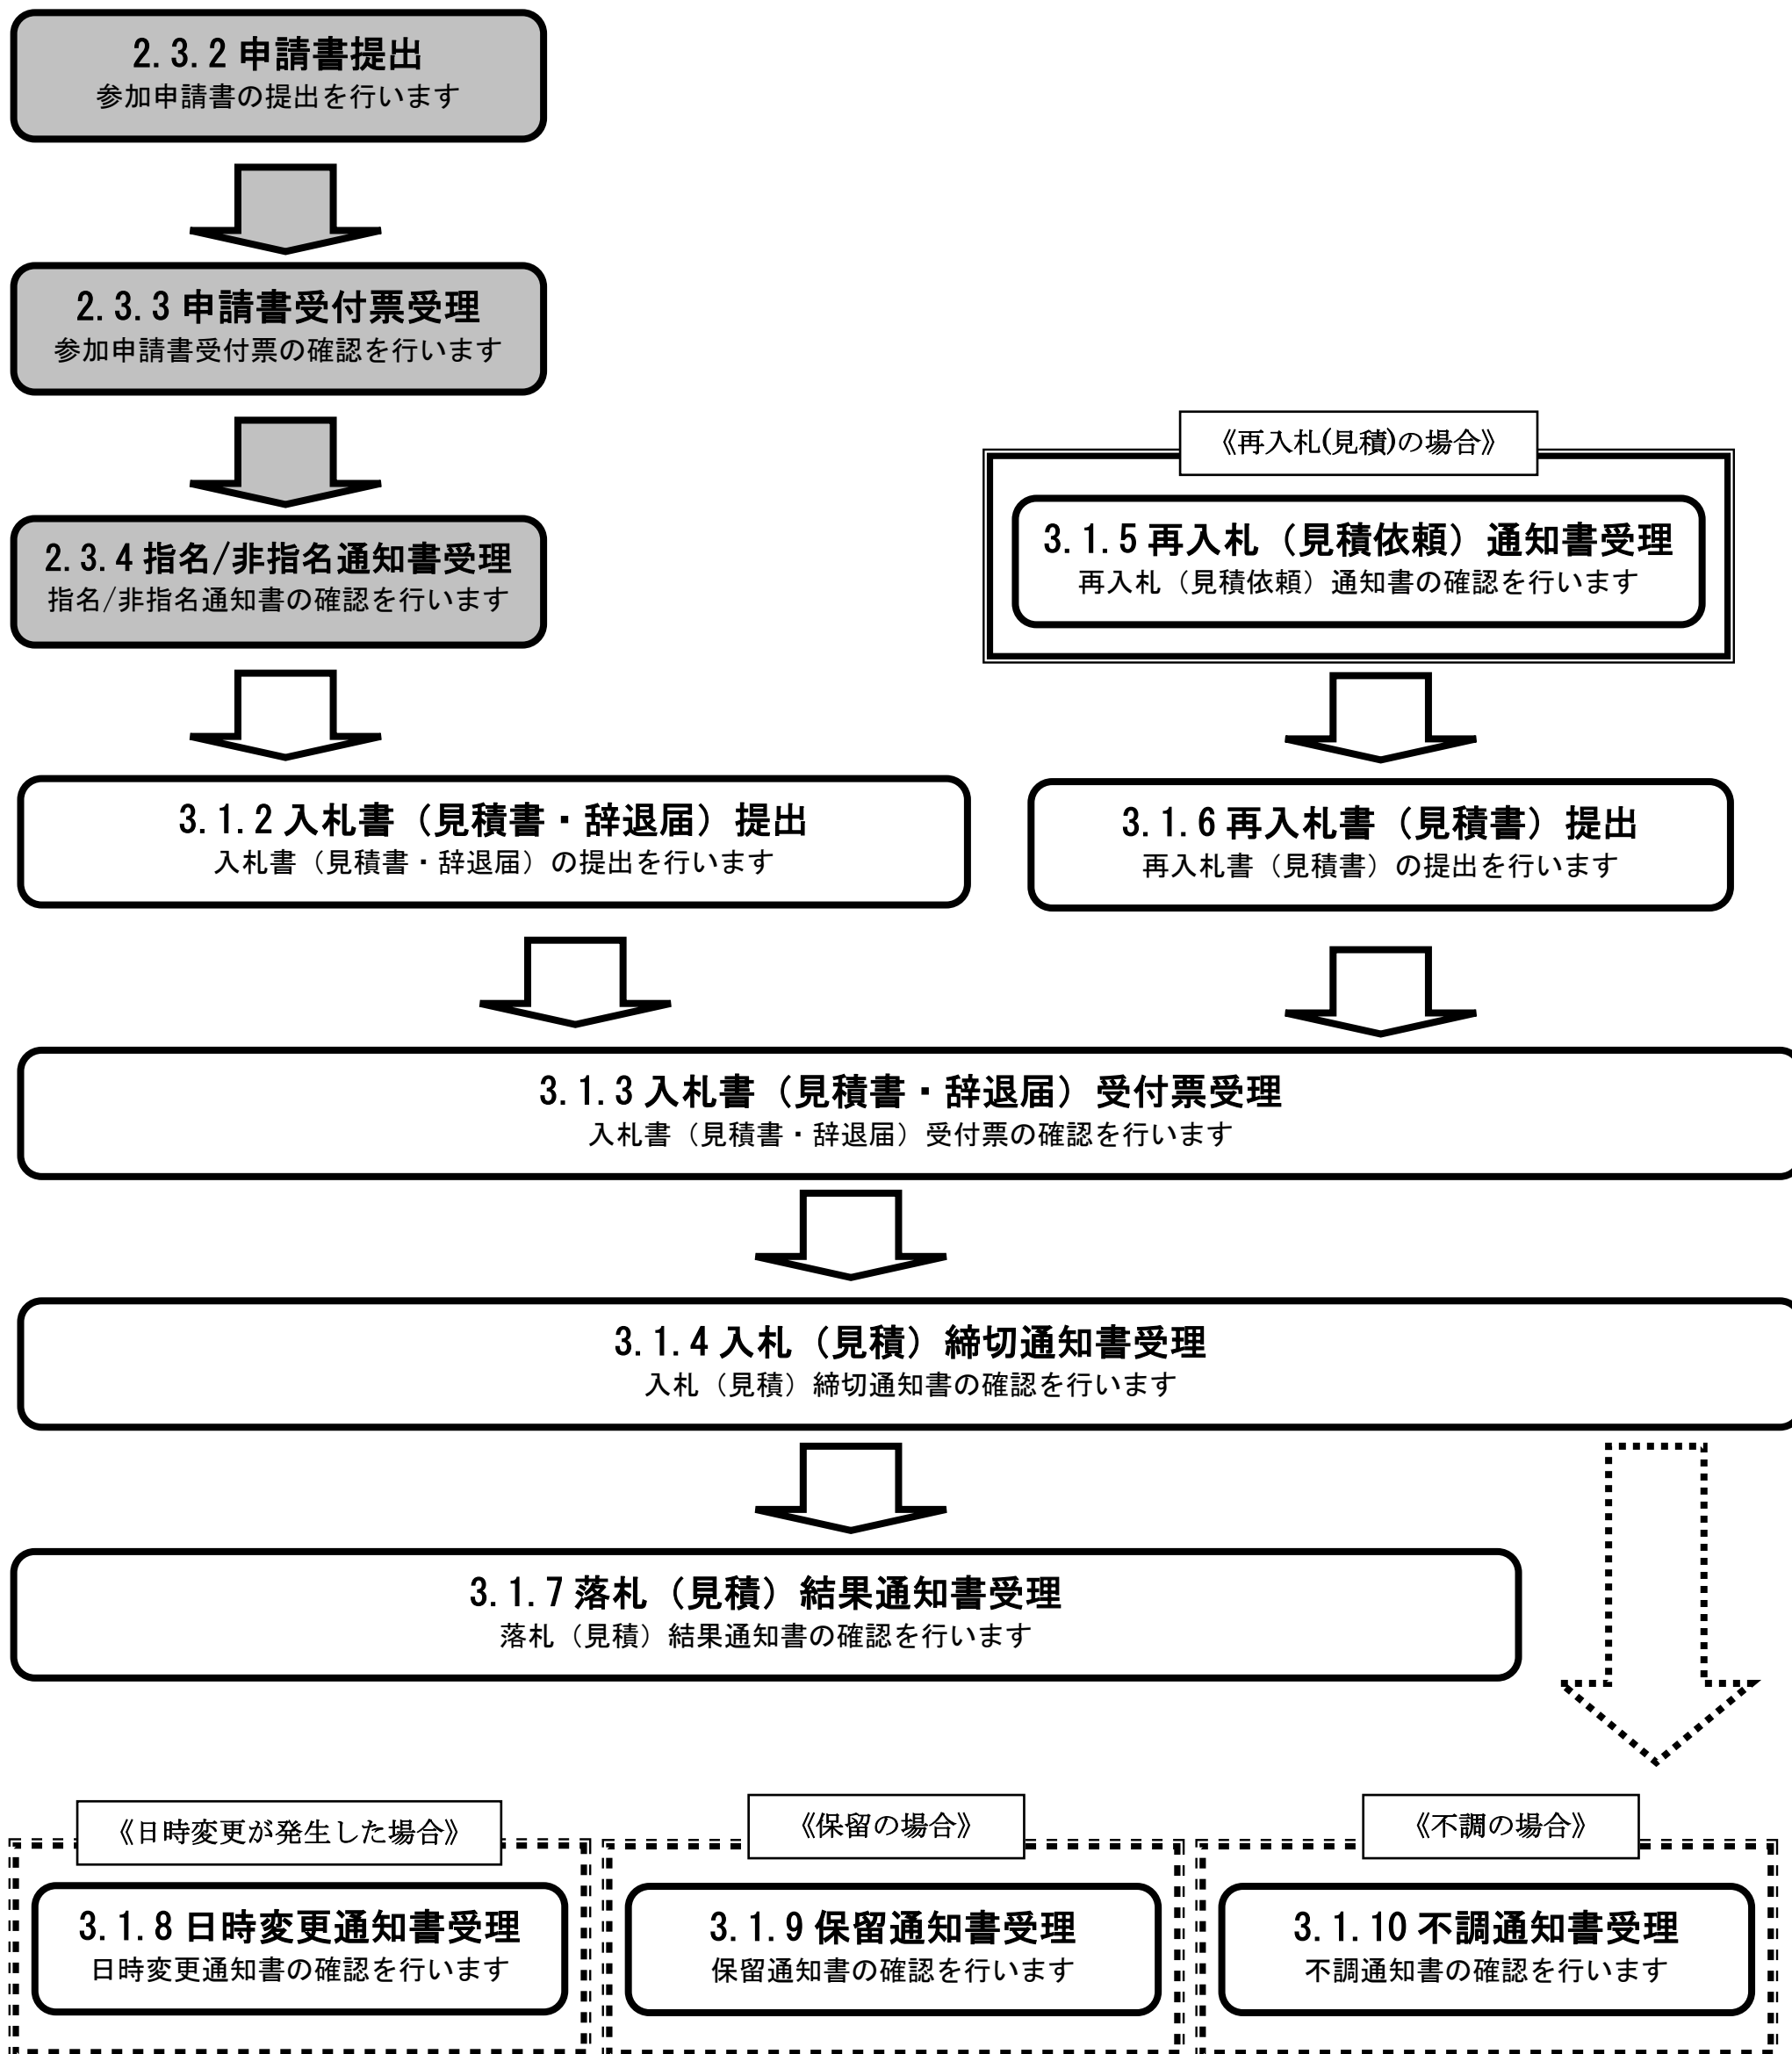 2.3.2 申請書提出
参加申請書の提出を行います
2.3.3 申請書受付票受理
参加申請書受付票の確認を行います
2.3.4 指名/非指名通知書受理
指名/非指名通知書の確認を行います
《再入札(見積)の場合》
3.1.5 再入札（見積依頼）通知書受理
再入札（見積依頼）通知書の確認を行います
3.1.2 入札書（見積書・辞退届）提出
入札書（見積書・辞退届）の提出を行います
3.1.6 再入札書（見積書）提出
再入札書（見積書）の提出を行います
3.1.3 入札書（見積書・辞退届）受付票受理
入札書（見積書・辞退届）受付票の確認を行います
3.1.4 入札（見積）締切通知書受理
入札（見積）締切通知書の確認を行います
3.1.7 落札（見積）結果通知書受理
落札（見積）結果通知書の確認を行います
《日時変更が発生した場合》
3.1.8 日時変更通知書受理
日時変更通知書の確認を行います
《保留の場合》
3.1.9 保留通知書受理
保留通知書の確認を行います
《不調の場合》
3.1.10 不調通知書受理
不調通知書の確認を行います